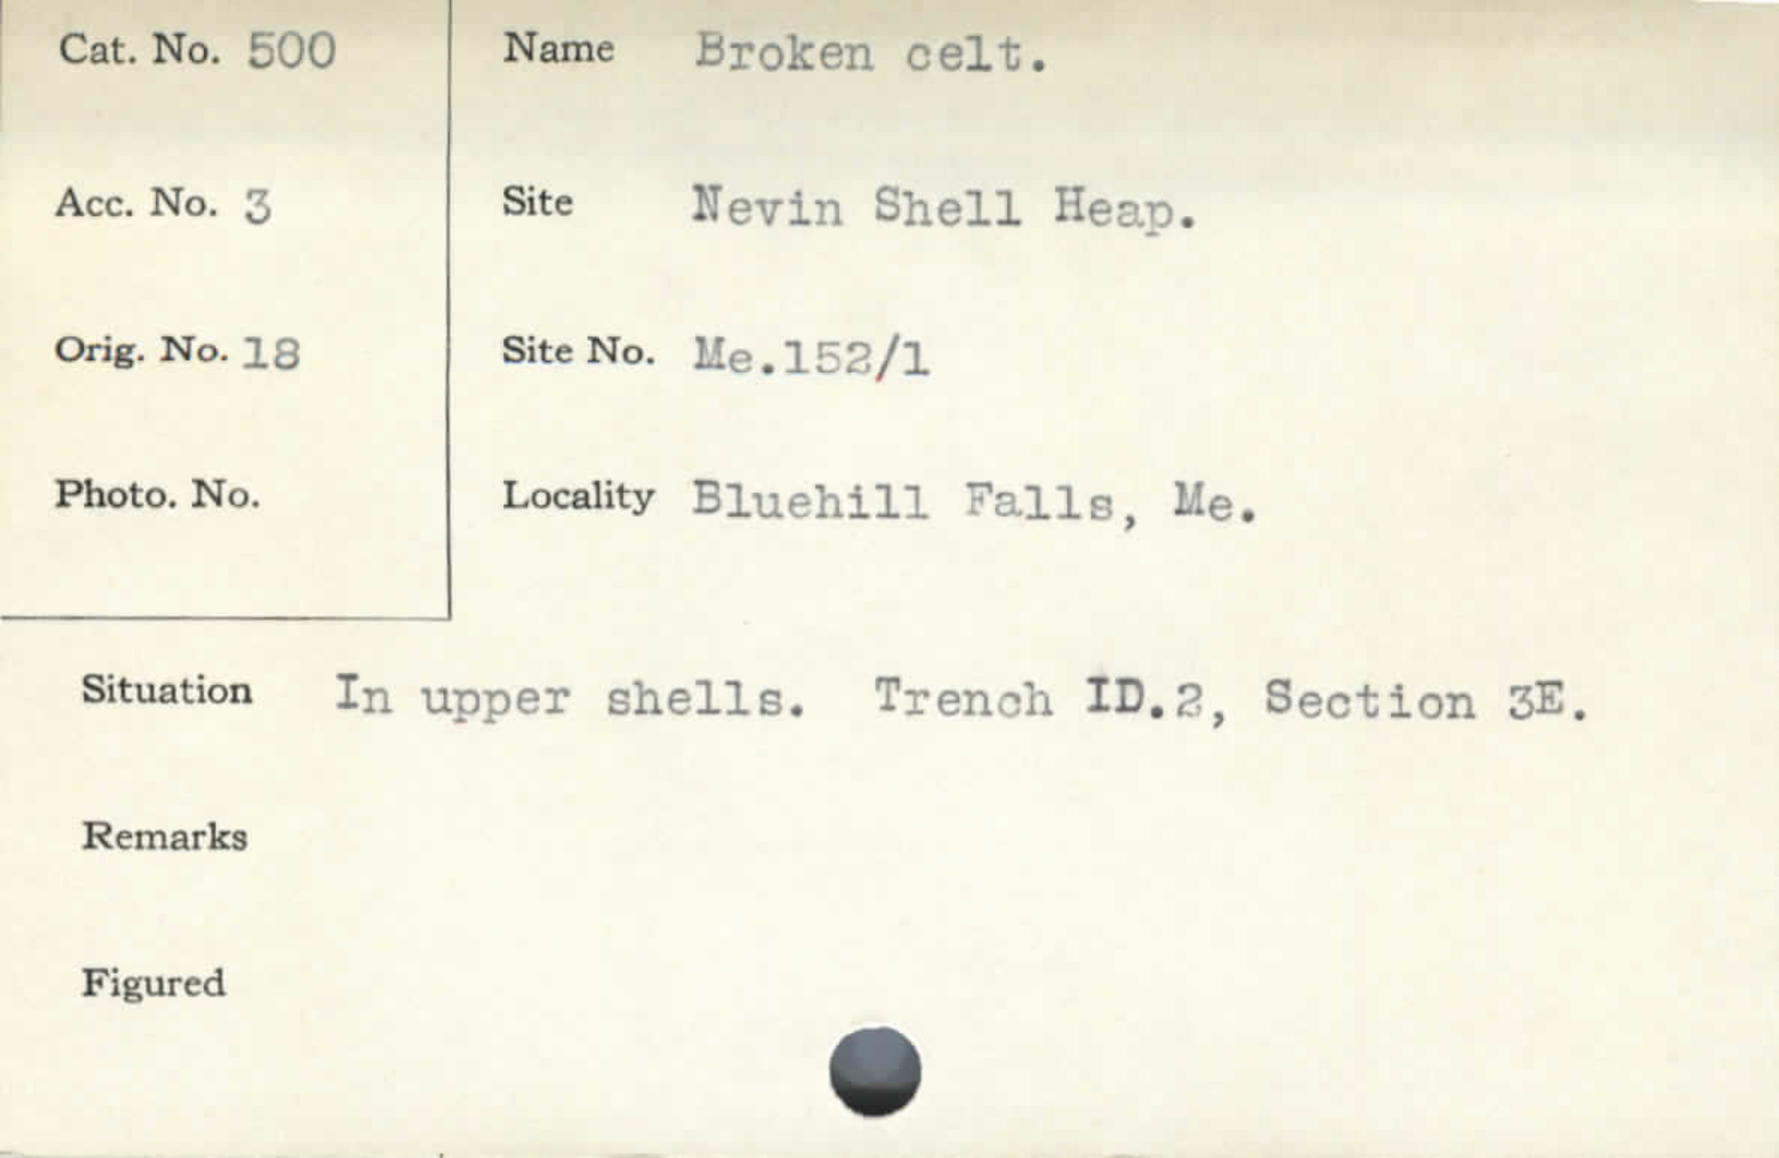 Cat. No. 500
Name Broken celt.
Acc. No. 3
Site Nevin Shell Heap.
Orig. No. 18
Site No. Me.152/1
Photo. No.
Locality Bluehill Falls, Me.
Situation In upper shells. Trench ID.2, Section 3E.
Remarks
Figured